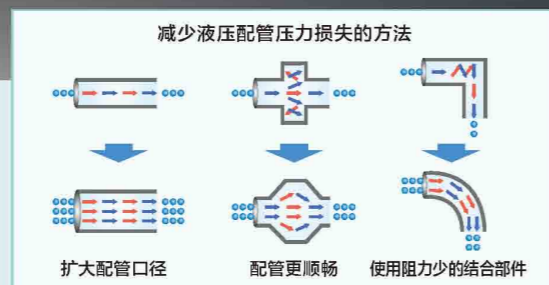 减少液压配管压力损失的方法
扩大配管口径
配管更顺畅
使用阻力少的结合部件